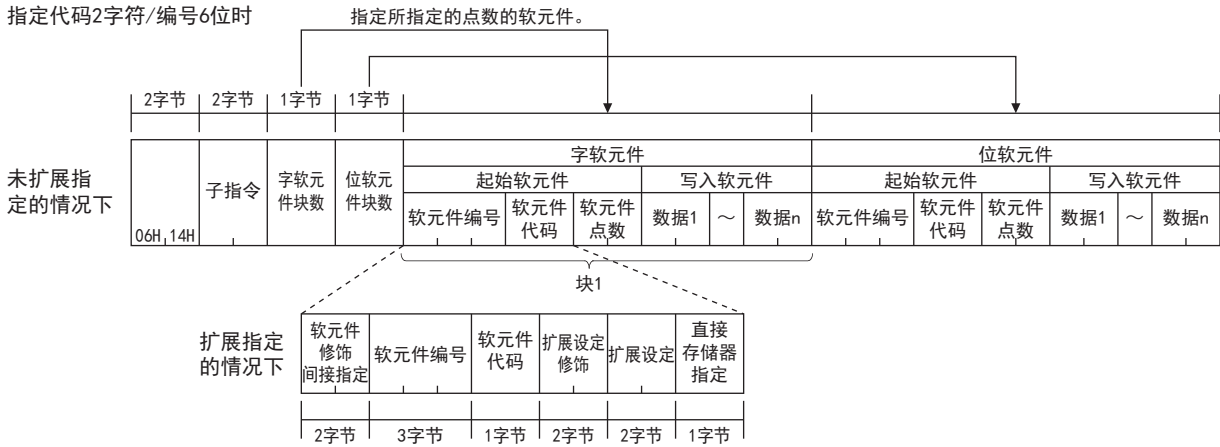 指定代码2字符/编号6位时
指定所指定的点数的软元件。
2字节 2字节 1字节 1字节
未扩展指
定的情况下
06H 14H
子指令
字软元
件块数
位软元
件块数
字软元件
起始软元件 写入软元件
软元件编号 软元件
代码 软元件
点数 数据1 ～ 数据n
位软元件
起始软元件 写入软元件
软元件编号 软元件
代码 软元件
点数 数据1 ～ 数据n
块1
扩展指定
的情况下
软元件
修饰
间接指定
软元件编号
软元件
代码
扩展设定
修饰
扩展设定
直接
存储器
指定
2字节 3字节 1字节 2字节 2字节 1字节